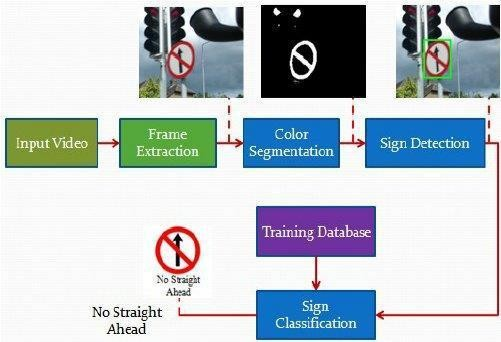 Input Video
Frame
Extraction
Color
Segmentation
Sign Detection
Training Database
No Straight
Ahead
No Straight
Ahead
Sign
Classification